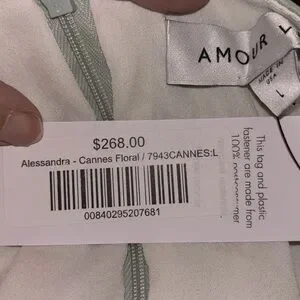 AMOUR
MADE IN
USA
L
$268.00
Alessandra - Cannes Floral / 7943CANNES:L
00840295207681
This tag and plastic
fastener are made from
100%